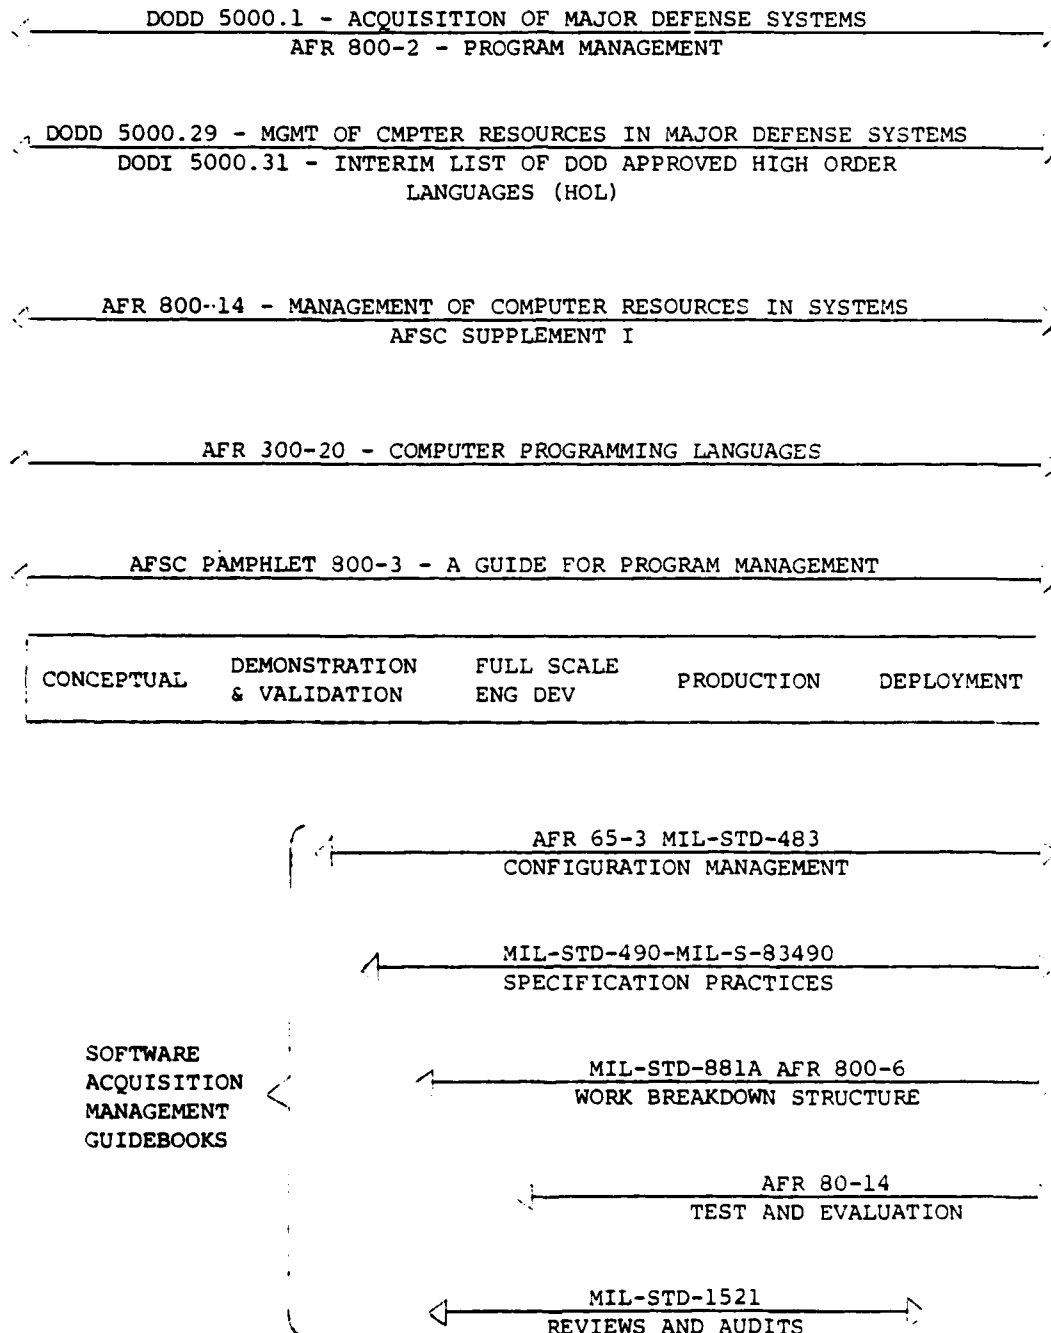 DODD 5000.1 - ACQUISITION OF MAJOR DEFENSE SYSTEMS
AFR 800-2 - PROGRAM MANAGEMENT
DODD 5000.29 - MGMT OF CMPTER RESOURCES IN MAJOR DEFENSE SYSTEMS
DODI 5000.31 - INTERIM LIST OF DOD APPROVED HIGH ORDER
LANGUAGES (HOL)
AFR 800-14 - MANAGEMENT OF COMPUTER RESOURCES IN SYSTEMS
AFSC SUPPLEMENT I
AFR 300-20 - COMPUTER PROGRAMMING LANGUAGES
AFSC PAMPHLET 800-3 - A GUIDE FOR PROGRAM MANAGEMENT
CONCEPTUAL
DEMONSTRATION
& VALIDATION
FULL SCALE
ENG DEV
PRODUCTION
DEPLOYMENT
AFR 65-3 MIL-STD-483
CONFIGURATION MANAGEMENT
MIL-STD-490-MIL-S-83490
SPECIFICATION PRACTICES
SOFTWARE
ACQUISITION
MANAGEMENT
GUIDEBOOKS
MIL-STD-881A AFR 800-6
WORK BREAKDOWN STRUCTURE
AFR 80-14
TEST AND EVALUATION
MIL-STD-1521
REVIEWS AND AUDITS